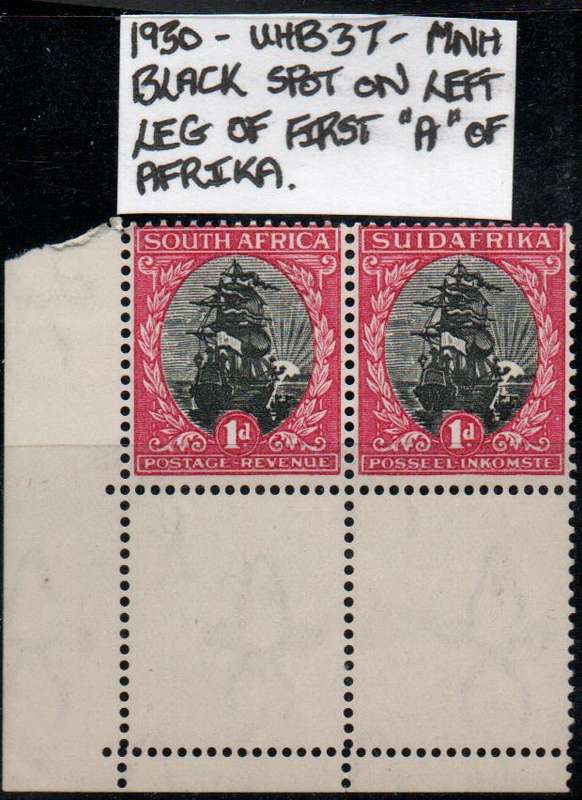 1930 - UHB37 - MNH
BLACK SPOT ON LEFT
LEG OF FIRST "A" OF
AFRIKA.
SOUTH AFRICA
1d
POSTAGE-REVENUE
SUIDAFRIKA
1d
POSSEEL-INKOMSTE